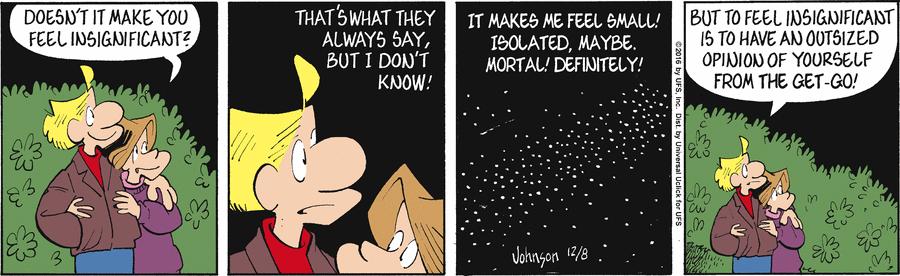 DOESN'T IT MAKE YOU
FEEL INSIGNIFICANT?
THAT'S WHAT THEY
ALWAYS SAY,
BUT I DON'T
KNOW!
IT MAKES ME FEEL SMALL!
ISOLATED, MAYBE.
MORTAL! DEFINITELY!
Johnson 12/8
©2016 by UFS, Inc. Dist. by Universal Uclick for UFS
BUT TO FEEL INSIGNIFICANT
IS TO HAVE AN OUTSIZED
OPINION OF YOURSELF
FROM THE GET-GO!